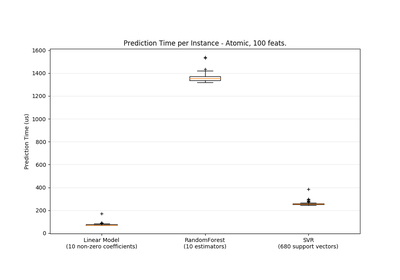 Prediction Time per Instance - Atomic, 100 feats.
Prediction Time (us)
1600
1400
1200
1000
800
600
400
200
0
Linear Model
(10 non-zero coefficients)
RandomForest
(10 estimators)
SVR
(680 support vectors)